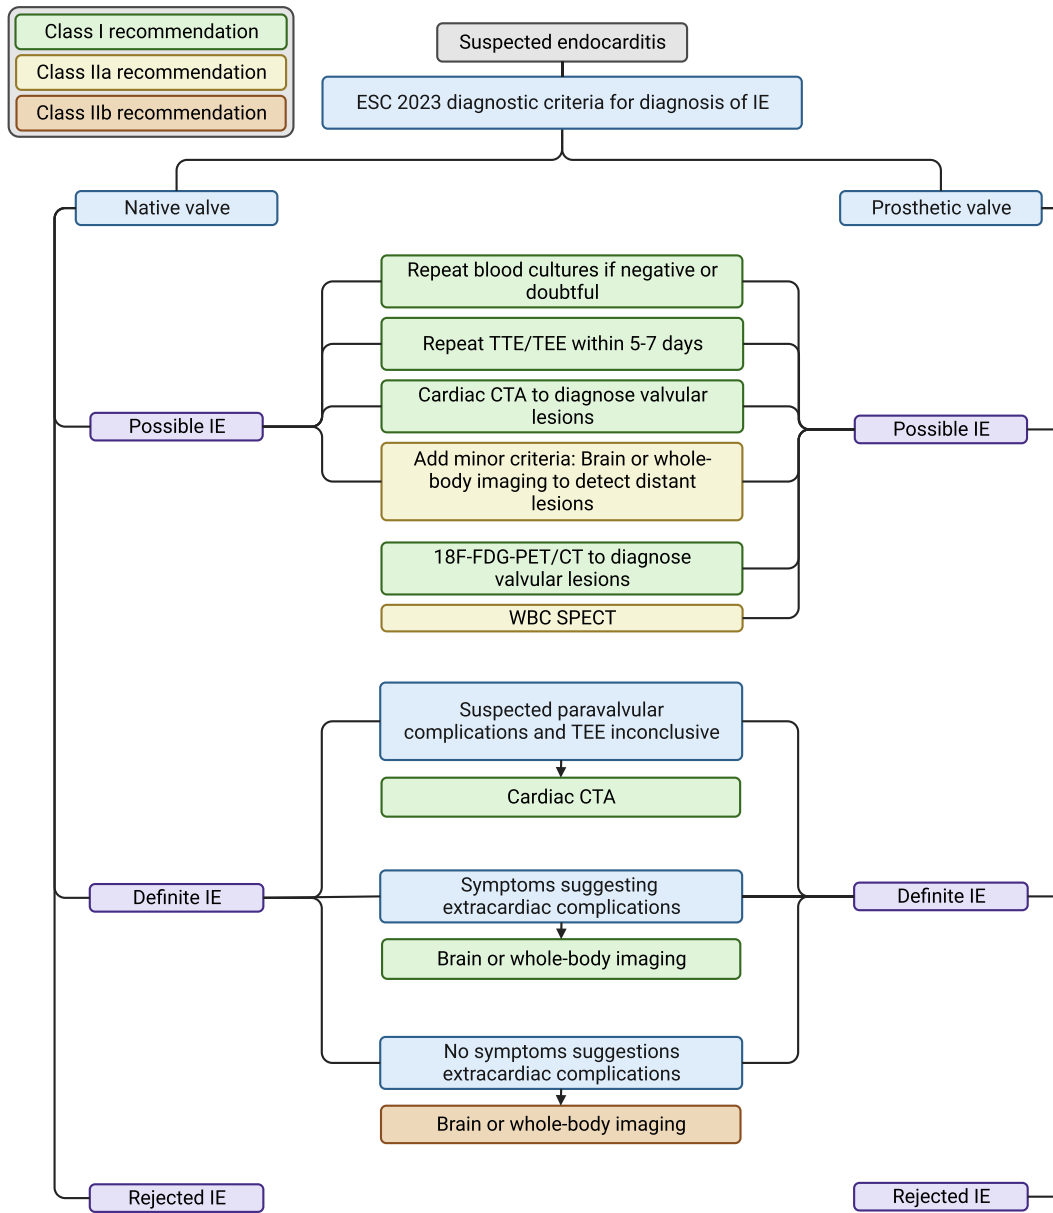 Class I recommendation
Class IIa recommendation
Class IIb recommendation
Suspected endocarditis
ESC 2023 diagnostic criteria for diagnosis of IE
Native valve
Prosthetic valve
Repeat blood cultures if negative or
doubtful
Repeat TTE/TEE within 5-7 days
Cardiac CTA to diagnose valvular
lesions
Possible IE
Possible IE
Add minor criteria: Brain or whole-
body imaging to detect distant
lesions
18F-FDG-PET/CT to diagnose
valvular lesions
WBC SPECT
Suspected paravalvular
complications and TEE inconclusive
Cardiac CTA
Definite IE
Symptoms suggesting
extracardiac complications
Definite IE
Brain or whole-body imaging
No symptoms suggestions
extracardiac complications
Brain or whole-body imaging
Rejected IE
Rejected IE